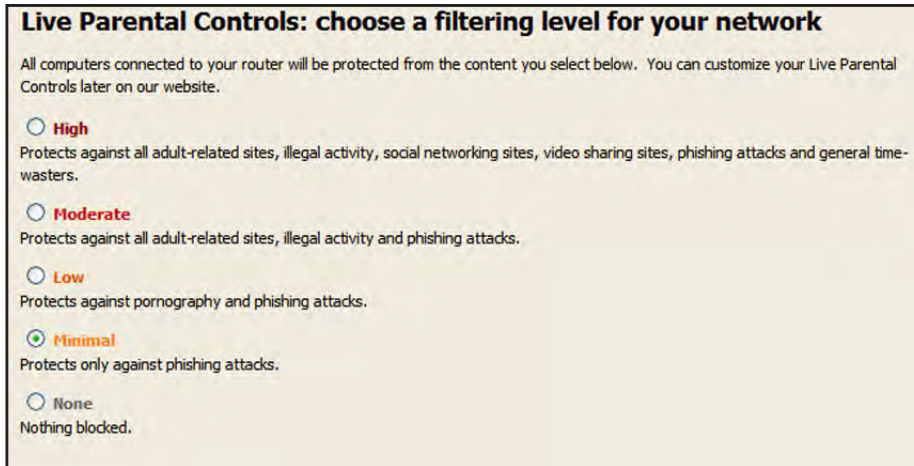 Live Parental Controls: choose a filtering level for your network
All computers connected to your router will be protected from the content you select below. You can customize your Live Parental
Controls later on our website.
High
Protects against all adult-related sites, illegal activity, social networking sites, video sharing sites, phishing attacks and general time-
wasters.
Moderate
Protects against all adult-related sites, illegal activity and phishing attacks.
Low
Protects against pornography and phishing attacks.
Minimal
Protects only against phishing attacks.
None
Nothing blocked.